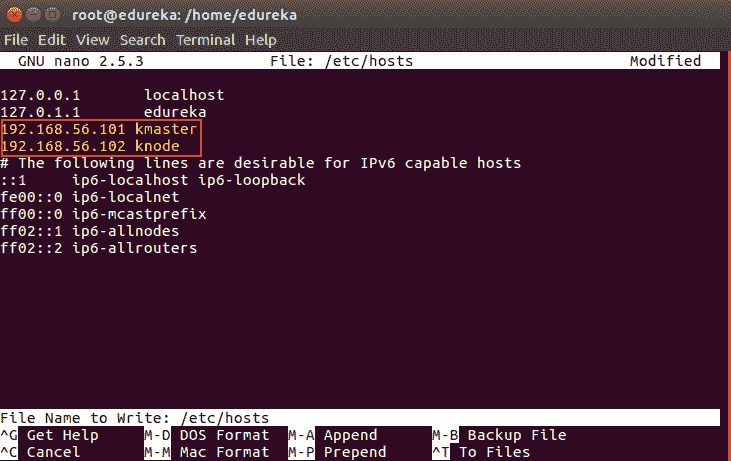 root@edureka: /home/edureka
File Edit View Search Terminal Help
GNU nano 2.5.3 File: /etc/hosts Modified
127.0.0.1 localhost
127.0.1.1 edureka
192.168.56.101 kmaster
192.168.56.102 knode
# The following lines are desirable for IPv6 capable hosts
::1 ip6-localhost ip6-loopback
fe00::0 ip6-localnet
ff00::0 ip6-mcastprefix
ff02::1 ip6-allnodes
ff02::2 ip6-allrouters
File Name to Write: /etc/hosts
^G Get Help M-D DOS Format M-A Append M-B Backup File
^C Cancel M-M Mac Format M-P Prepend ^T To Files